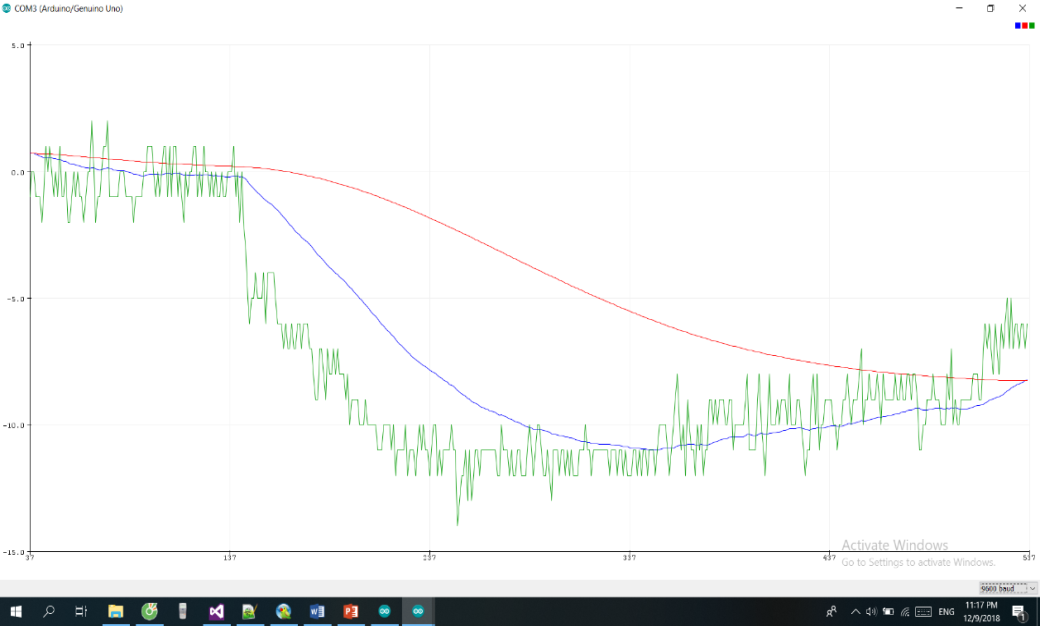 COM3 (Arduino/Genuino Uno)
5.0
0.0
-5.0
-10.0
-15.0
37
137
237
337
437
537
Activate Windows
Go to Settings to activate Windows.
9600 baud
ENG
11:17 PM
12/9/2018
1